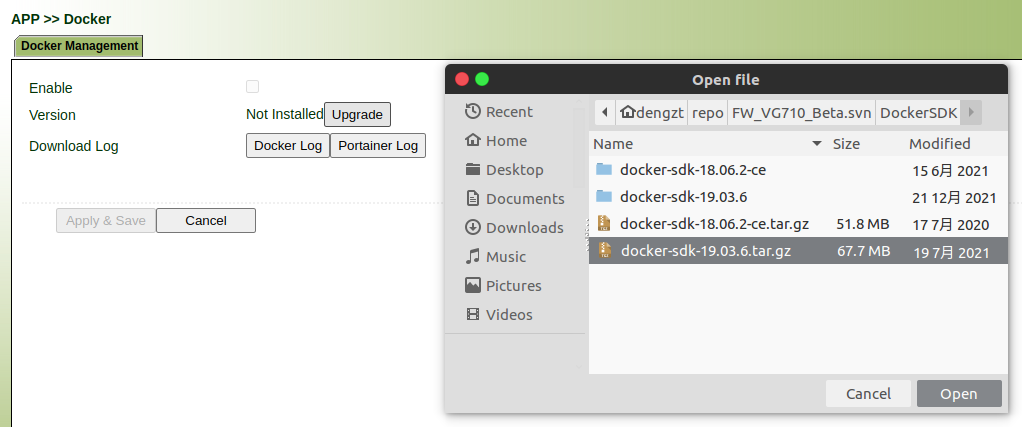 APP >> Docker
Docker Management
Enable
Version Not Installed Upgrade
Download Log Docker Log Portainer Log
Apply & Save Cancel
Open file
Recent
Home
Desktop
Documents
Downloads
Music
Pictures
Videos
dengzt repo FW_VG710_Beta.svn DockerSDK
Name Size Modified
docker-sdk-18.06.2-ce 15 6月 2021
docker-sdk-19.03.6 21 12月 2021
docker-sdk-18.06.2-ce.tar.gz 51.8 MB 17 7月 2020
docker-sdk-19.03.6.tar.gz 67.7 MB 19 7月 2021
Cancel Open